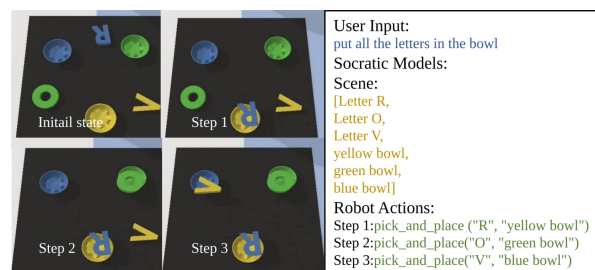 Initail state
Step 1
Step 2
Step 3
User Input:
put all the letters in the bowl
Socratic Models:
Scene:
[Letter R,
Letter O,
Letter V,
yellow bowl,
green bowl,
blue bowl]
Robot Actions:
Step 1:pick_and_place ("R", "yellow bowl")
Step 2:pick_and_place("O", "green bowl")
Step 3:pick_and_place("V", "blue bowl")